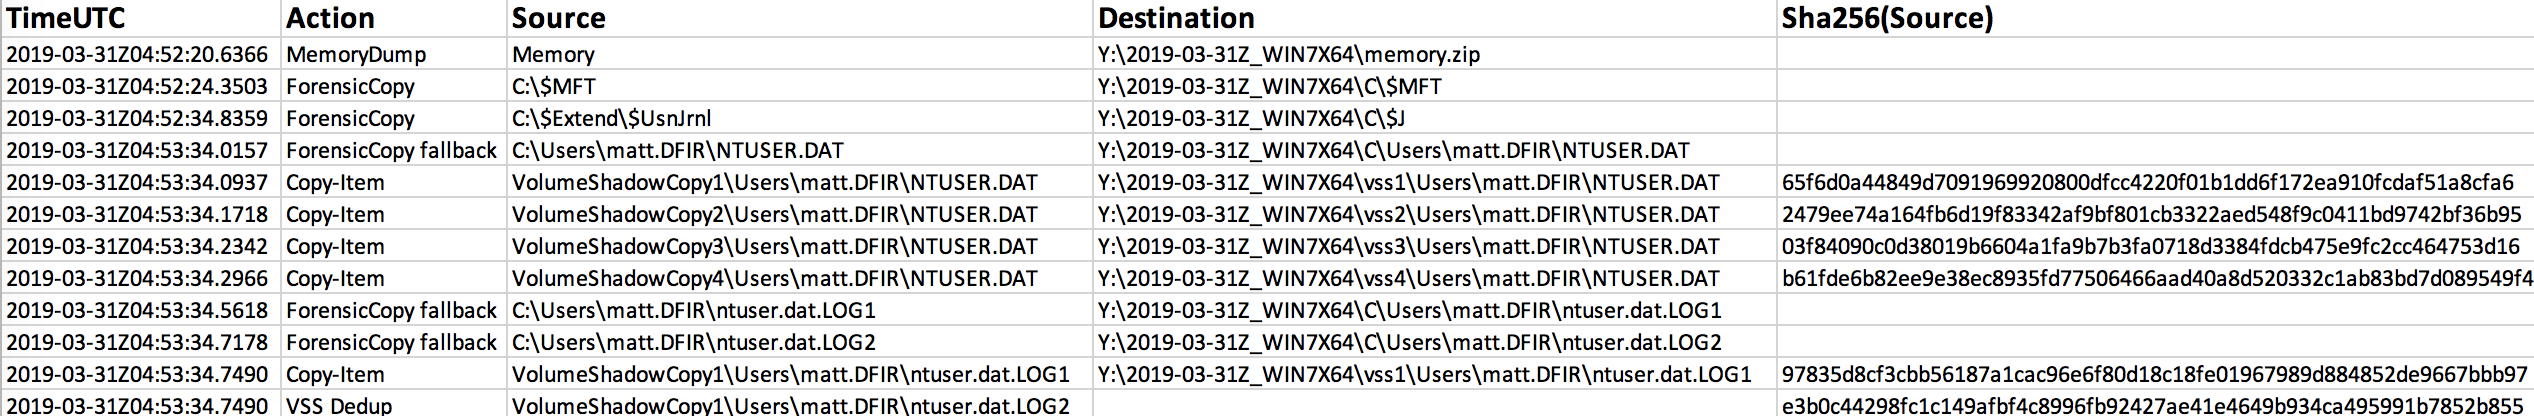 TimeUTC Action Source Destination Sha256(Source)
2019-03-31Z04:52:20.6366 MemoryDump Memory Y:\2019-03-31Z_WIN7X64\memory.zip
2019-03-31Z04:52:24.3503 ForensicCopy C:\$MFT Y:\2019-03-31Z_WIN7X64\C\$MFT
2019-03-31Z04:52:34.8359 ForensicCopy C:\$Extend\$UsnJrnl Y:\2019-03-31Z_WIN7X64\C\$J
2019-03-31Z04:53:34.0157 ForensicCopy fallback C:\Users\matt.DFIR\NTUSER.DAT Y:\2019-03-31Z_WIN7X64\C\Users\matt.DFIR\NTUSER.DAT
2019-03-31Z04:53:34.0937 Copy-Item VolumeShadowCopy1\Users\matt.DFIR\NTUSER.DAT Y:\2019-03-31Z_WIN7X64\vss1\Users\matt.DFIR\NTUSER.DAT 65f6d0a44849d7091969920800dfcc4220f01b1dd6f172ea910fcdaf51a8cfa6
2019-03-31Z04:53:34.1718 Copy-Item VolumeShadowCopy2\Users\matt.DFIR\NTUSER.DAT Y:\2019-03-31Z_WIN7X64\vss2\Users\matt.DFIR\NTUSER.DAT 2479ee74a164fb6d19f83342af9bf801cb3322aed548f9c0411bd9742bf36b95
2019-03-31Z04:53:34.2342 Copy-Item VolumeShadowCopy3\Users\matt.DFIR\NTUSER.DAT Y:\2019-03-31Z_WIN7X64\vss3\Users\matt.DFIR\NTUSER.DAT 03f84090c0d38019b6604a1fa9b7b3fa0718d3384fdcb475e9fc2cc464753d16
2019-03-31Z04:53:34.2966 Copy-Item VolumeShadowCopy4\Users\matt.DFIR\NTUSER.DAT Y:\2019-03-31Z_WIN7X64\vss4\Users\matt.DFIR\NTUSER.DAT b61fde6b82ee9e38ec8935fd77506466aad40a8d520332c1ab83bd7d089549f4
2019-03-31Z04:53:34.5618 ForensicCopy fallback C:\Users\matt.DFIR\ntuser.dat.LOG1 Y:\2019-03-31Z_WIN7X64\C\Users\matt.DFIR\ntuser.dat.LOG1
2019-03-31Z04:53:34.7178 ForensicCopy fallback C:\Users\matt.DFIR\ntuser.dat.LOG2 Y:\2019-03-31Z_WIN7X64\C\Users\matt.DFIR\ntuser.dat.LOG2
2019-03-31Z04:53:34.7490 Copy-Item VolumeShadowCopy1\Users\matt.DFIR\ntuser.dat.LOG1 Y:\2019-03-31Z_WIN7X64\vss1\Users\matt.DFIR\ntuser.dat.LOG1 97835d8cf3cbb56187a1cac96e6f80d18c18fe01967989d884852de9667bbb97
2019-03-31Z04:53:34.7490 VSS Dedup VolumeShadowCopy1\Users\matt.DFIR\ntuser.dat.LOG2 e3b0c44298fc1c149afbf4c8996fb92427ae41e4649b934ca495991b7852b855